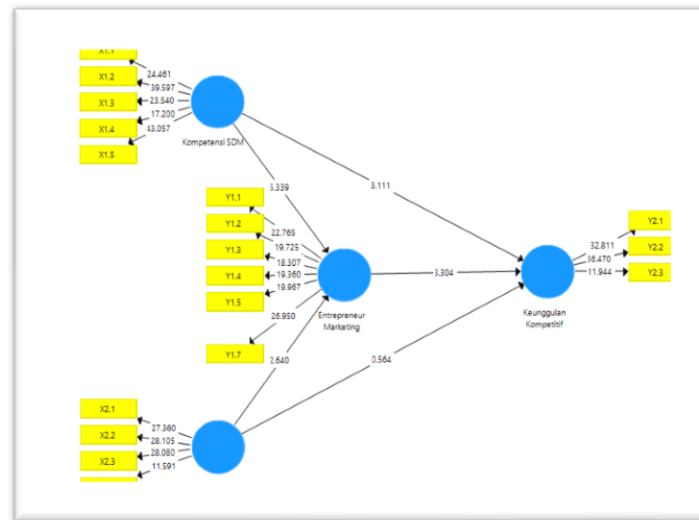 X1.1
X1.2
X1.3
X1.4
X1.5
24.461
39.597
23.540
17.200
43.057
Kompetensi SDM
5.339
3.111
Y1.1
Y1.2
Y1.3
Y1.4
Y1.5
Y1.7
22.765
19.725
18.307
19.360
19.967
26.950
Entrepreneur
Marketing
3.304
2.640
0.564
Y2.1
Y2.2
Y2.3
32.811
36.470
11.944
Keunggulan
Kompetitif
X2.1
X2.2
X2.3
27.360
28.105
28.080
11.591